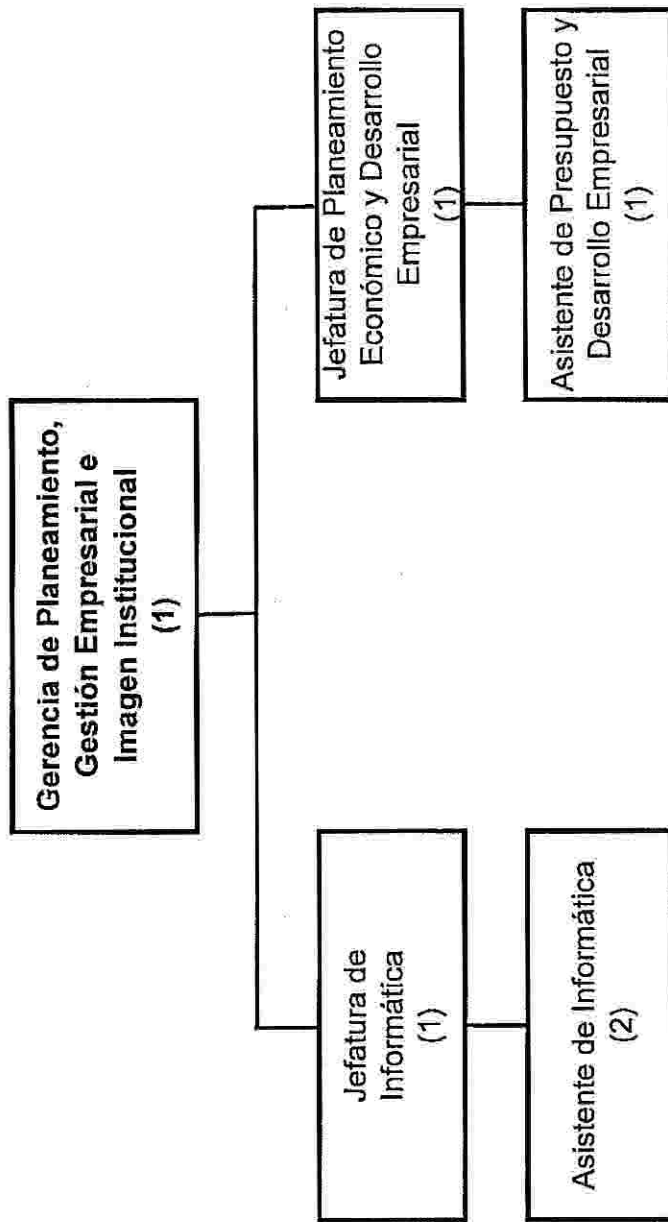 Gerencia de Planeamiento,
Gestión Empresarial e
Imagen Institucional
(1)
Jefatura de
Informática
(1)
Jefatura de Planeamiento
Económico y Desarrollo
Empresarial
(1)
Asistente de Informática
(2)
Asistente de Presupuesto y
Desarrollo Empresarial
(1)